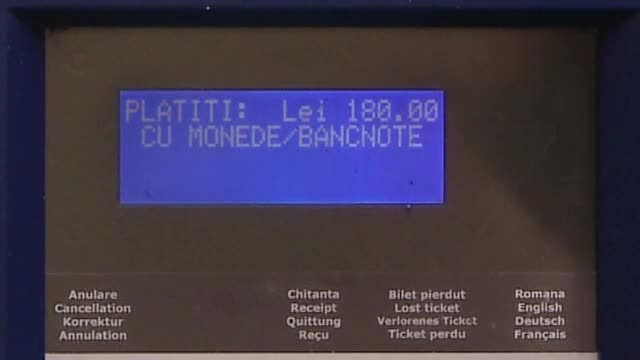 PLATITI: Lei 180.00
CU MONEDE/BANCNOTE
Anulare
Cancellation
Korrektur
Annulation
Chitanta
Receipt
Quittung
Reçu
Bilet pierdut
Lost ticket
Verlorenes Ticket
Ticket perdu
Romana
English
Deutsch
Français